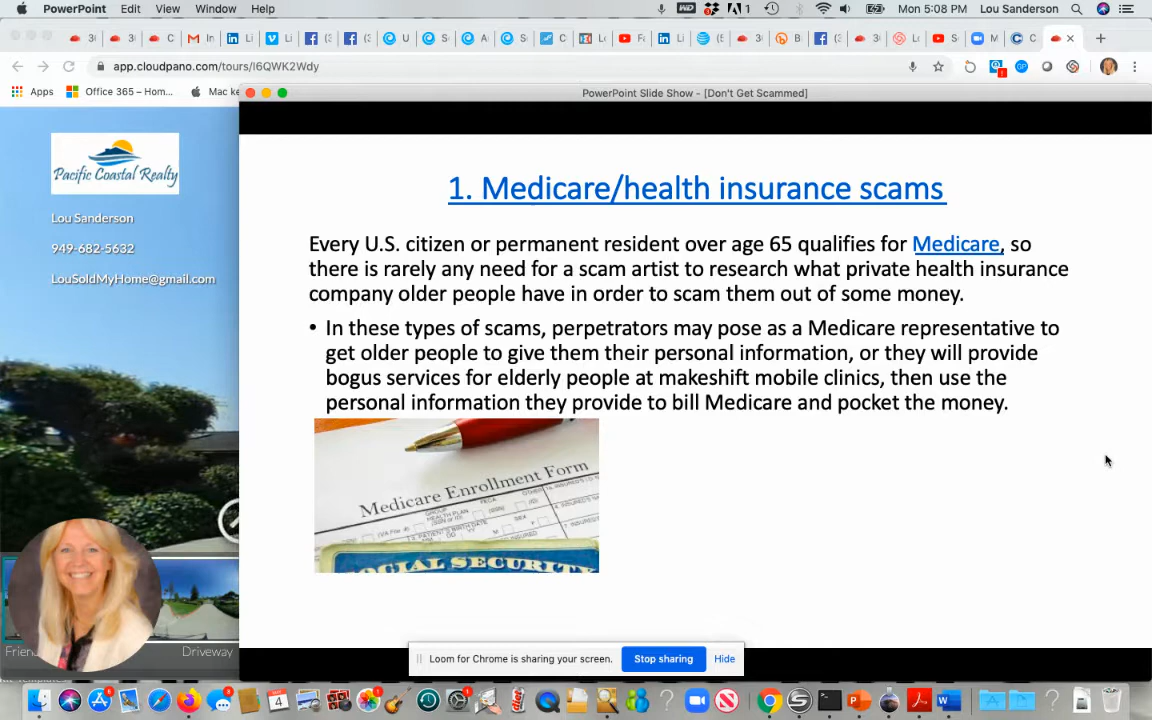 PowerPoint Edit View Window Help Mon 5:08 PM Lou Sanderson
app.cloudpano.com/tours/I6QWK2Wdy
Apps Office 365 – Hom... Mac ke
PowerPoint Slide Show - [Don't Get Scammed]
Pacific Coastal Realty
Lou Sanderson
949-682-5632
LouSoldMyHome@gmail.com
1. Medicare/health insurance scams
Every U.S. citizen or permanent resident over age 65 qualifies for Medicare, so
there is rarely any need for a scam artist to research what private health insurance
company older people have in order to scam them out of some money.
• In these types of scams, perpetrators may pose as a Medicare representative to
get older people to give them their personal information, or they will provide
bogus services for elderly people at makeshift mobile clinics, then use the
personal information they provide to bill Medicare and pocket the money.
Medicare Enrollment Form
SOCIAL SECURITY
Driveway
Loom for Chrome is sharing your screen. Stop sharing Hide